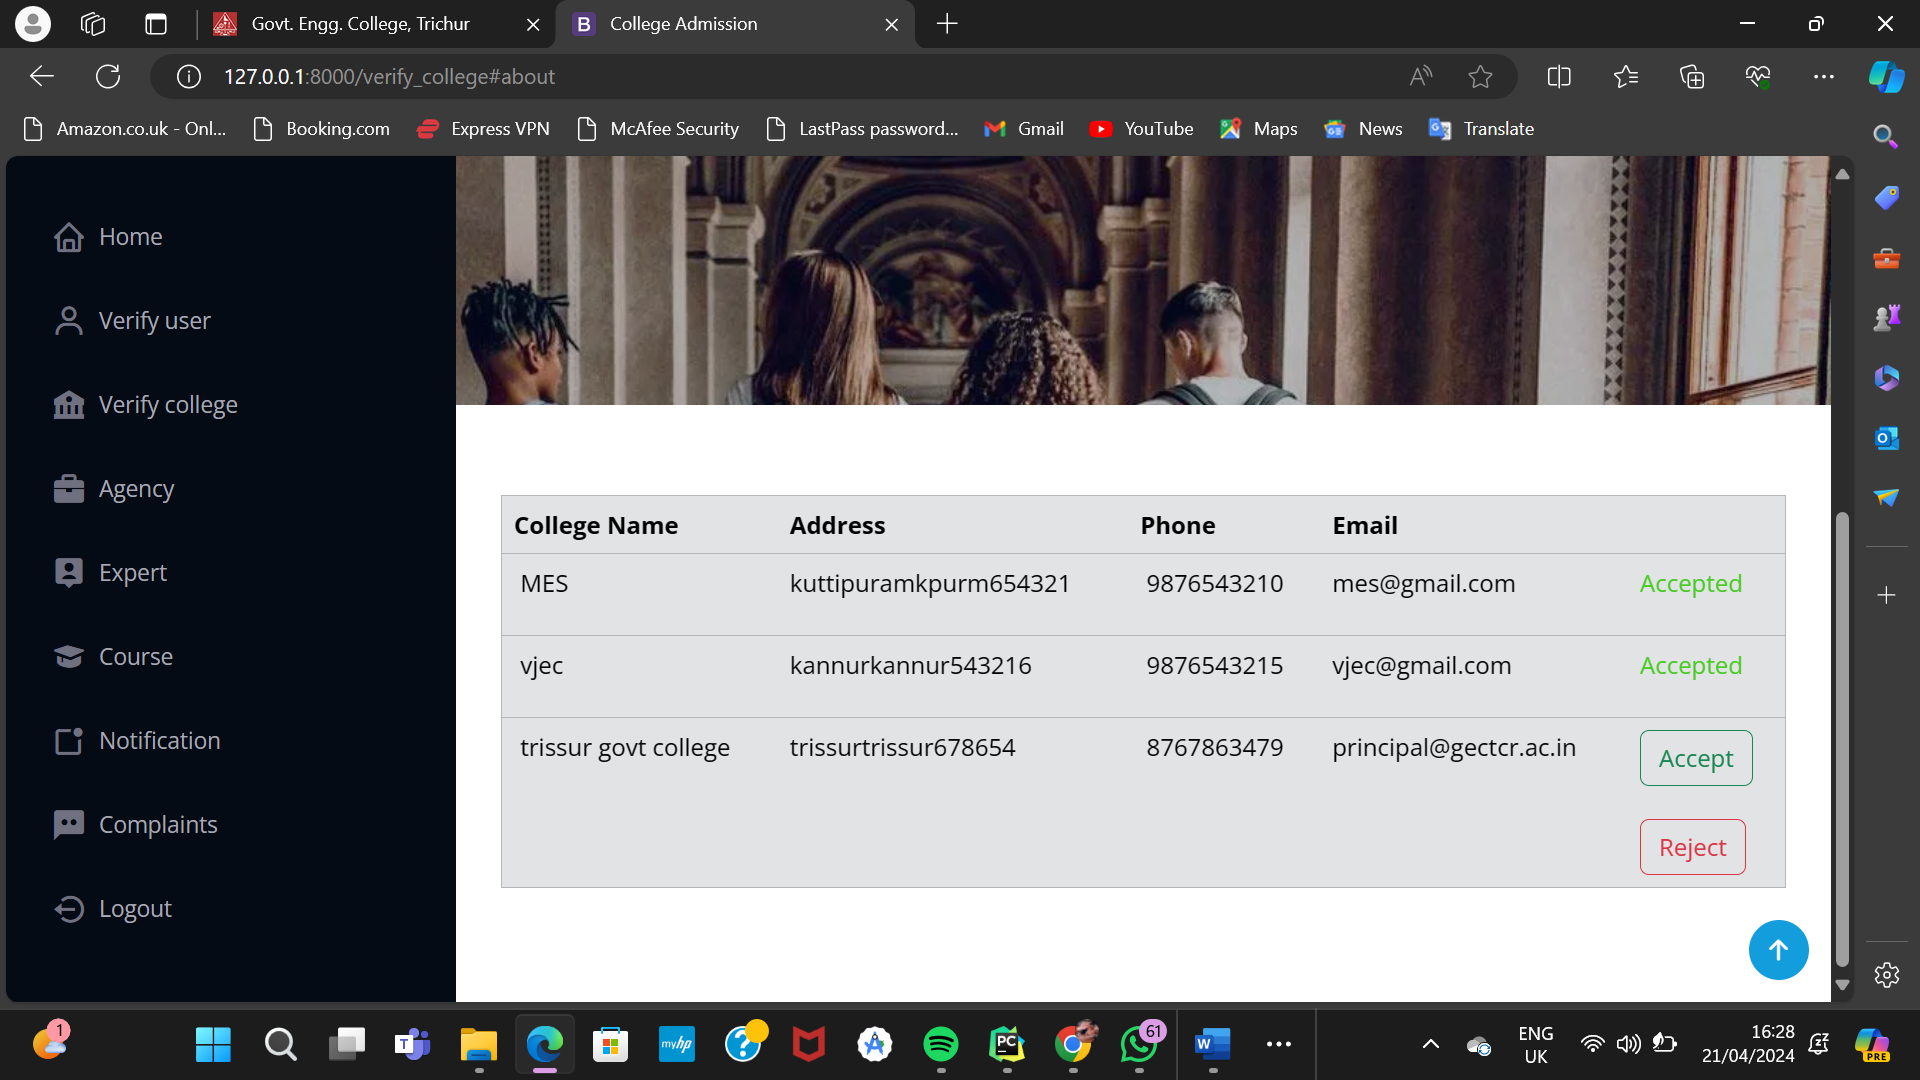 Govt. Engg. College, Trichur
College Admission
127.0.0.1:8000/verify_college#about
Amazon.co.uk - Onl... Booking.com Express VPN McAfee Security LastPass password... Gmail YouTube Maps News Translate
Home
Verify user
Verify college
Agency
Expert
Course
Notification
Complaints
Logout
College Name Address Phone Email
MES kuttipuramkpurm654321 9876543210 mes@gmail.com Accepted
vjec kannurkannur543216 9876543215 vjec@gmail.com Accepted
trissur govt college trissurtrissur678654 8767863479 principal@gectcr.ac.in Accept
Reject
1
myhp
PC
61
W
ENG
UK
16:28
21/04/2024
PRE